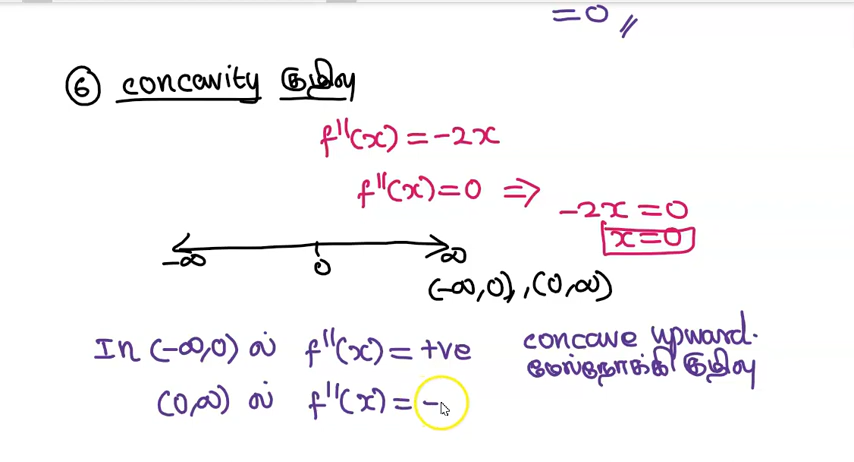 =0 //
⑥ concavity குழிவு
f''(x) = -2x
f''(x) = 0 ⇒ -2x = 0
x = 0
-∞ 0 ∞
(-∞,0), (0,∞)
In (-∞,0) ல் f''(x) = +ve concave upward.
மேல்நோக்கி குழிவு
(0,∞) ல் f''(x) = -